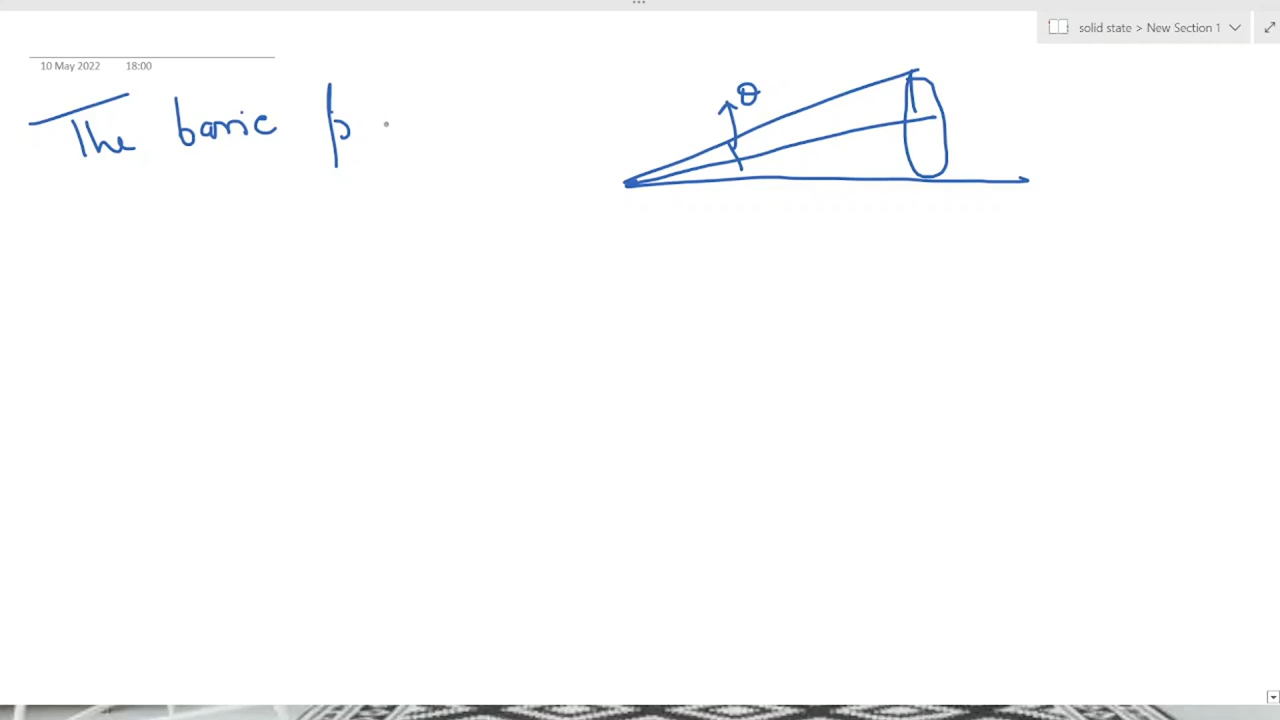 solid state > New Section 1
10 May 2022 18:00
The basic p
θ